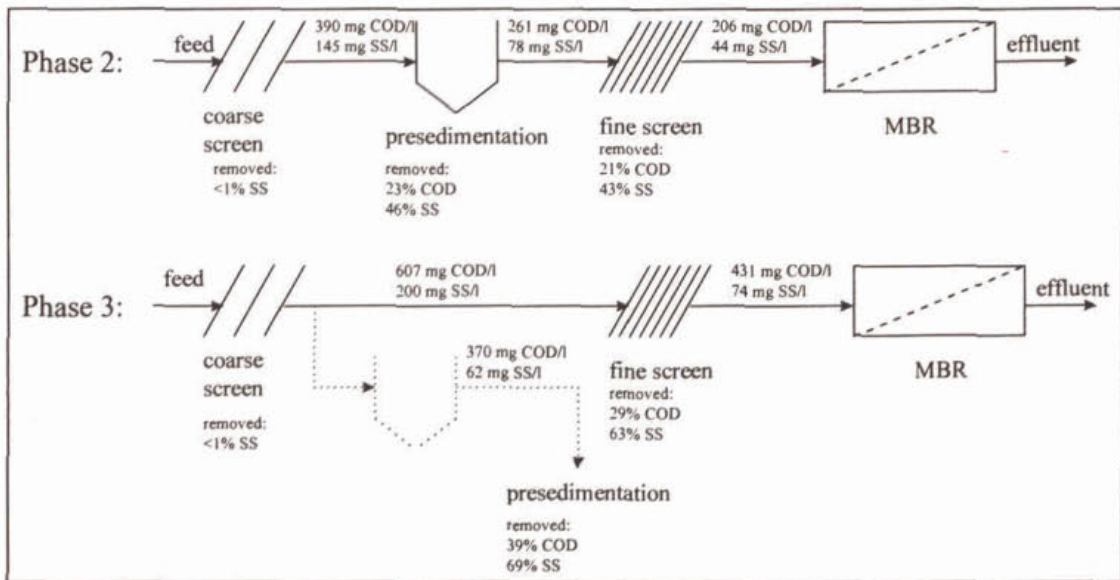 Phase 2:
feed
390 mg COD/l
145 mg SS/l
261 mg COD/l
78 mg SS/l
206 mg COD/l
44 mg SS/l
effluent
coarse
screen
removed:
<1% SS
presedimentation
removed:
23% COD
46% SS
fine screen
removed:
21% COD
43% SS
MBR
Phase 3:
feed
607 mg COD/l
200 mg SS/l
431 mg COD/l
74 mg SS/l
effluent
coarse
screen
removed:
<1% SS
370 mg COD/l
62 mg SS/l
fine screen
removed:
29% COD
63% SS
MBR
presedimentation
removed:
39% COD
69% SS